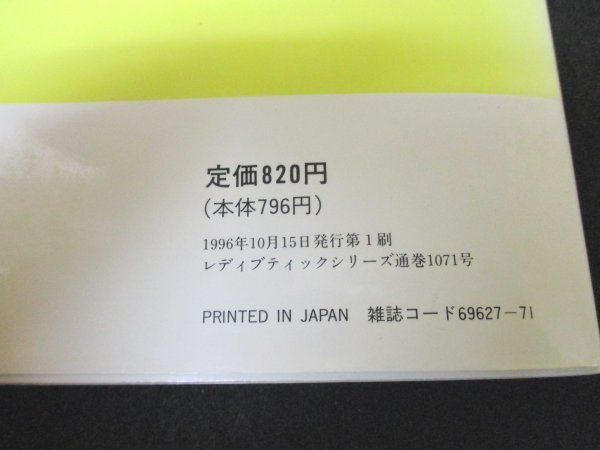 定価820円
(本体796円)
1996年10月15日発行第1刷
レディブティックシリーズ通巻1071号
PRINTED IN JAPAN 雑誌コード69627-71